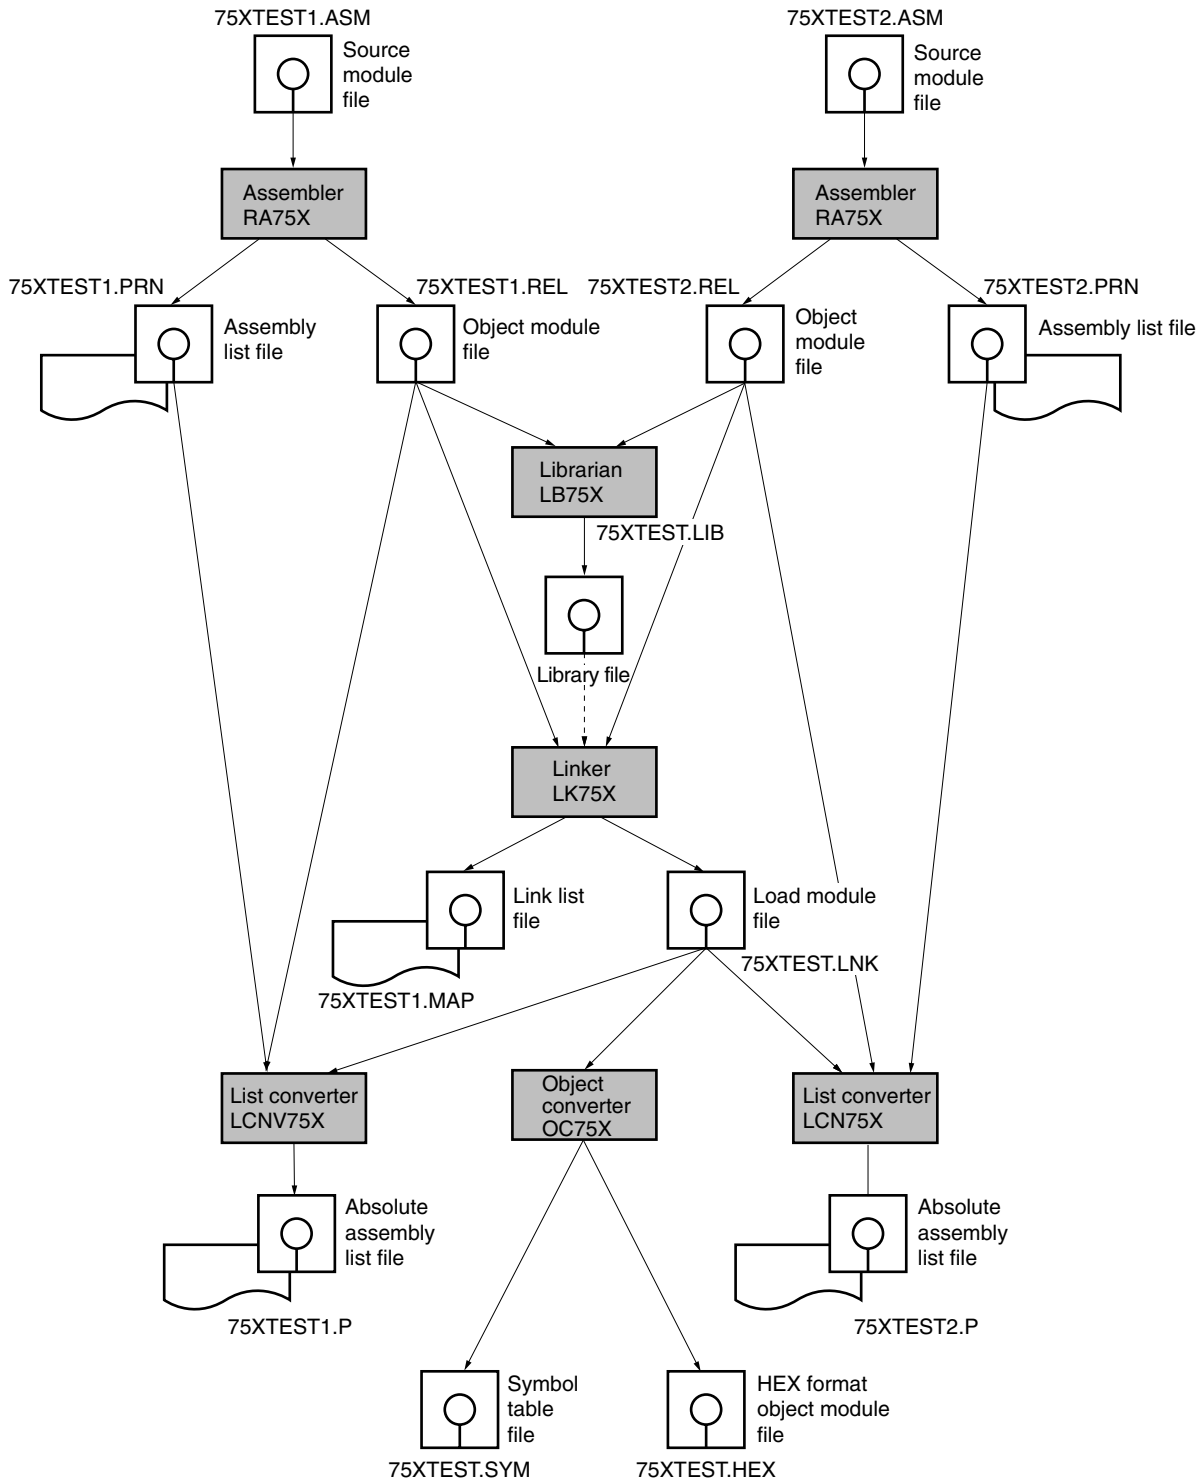 75XTEST1.ASM
Source
module
file
75XTEST2.ASM
Source
module
file
Assembler
RA75X
Assembler
RA75X
75XTEST1.PRN
Assembly
list file
75XTEST1.REL
Object module
file
75XTEST2.REL
Object
module
file
75XTEST2.PRN
Assembly list file
Librarian
LB75X
75XTEST.LIB
Library file
Linker
LK75X
Link list
file
75XTEST1.MAP
Load module
file
75XTEST.LNK
List converter
LCNV75X
Object
converter
OC75X
List converter
LCN75X
Absolute
assembly
list file
75XTEST1.P
Absolute
assembly
list file
75XTEST2.P
Symbol
table
file
75XTEST.SYM
HEX format
object module
file
75XTEST.HEX